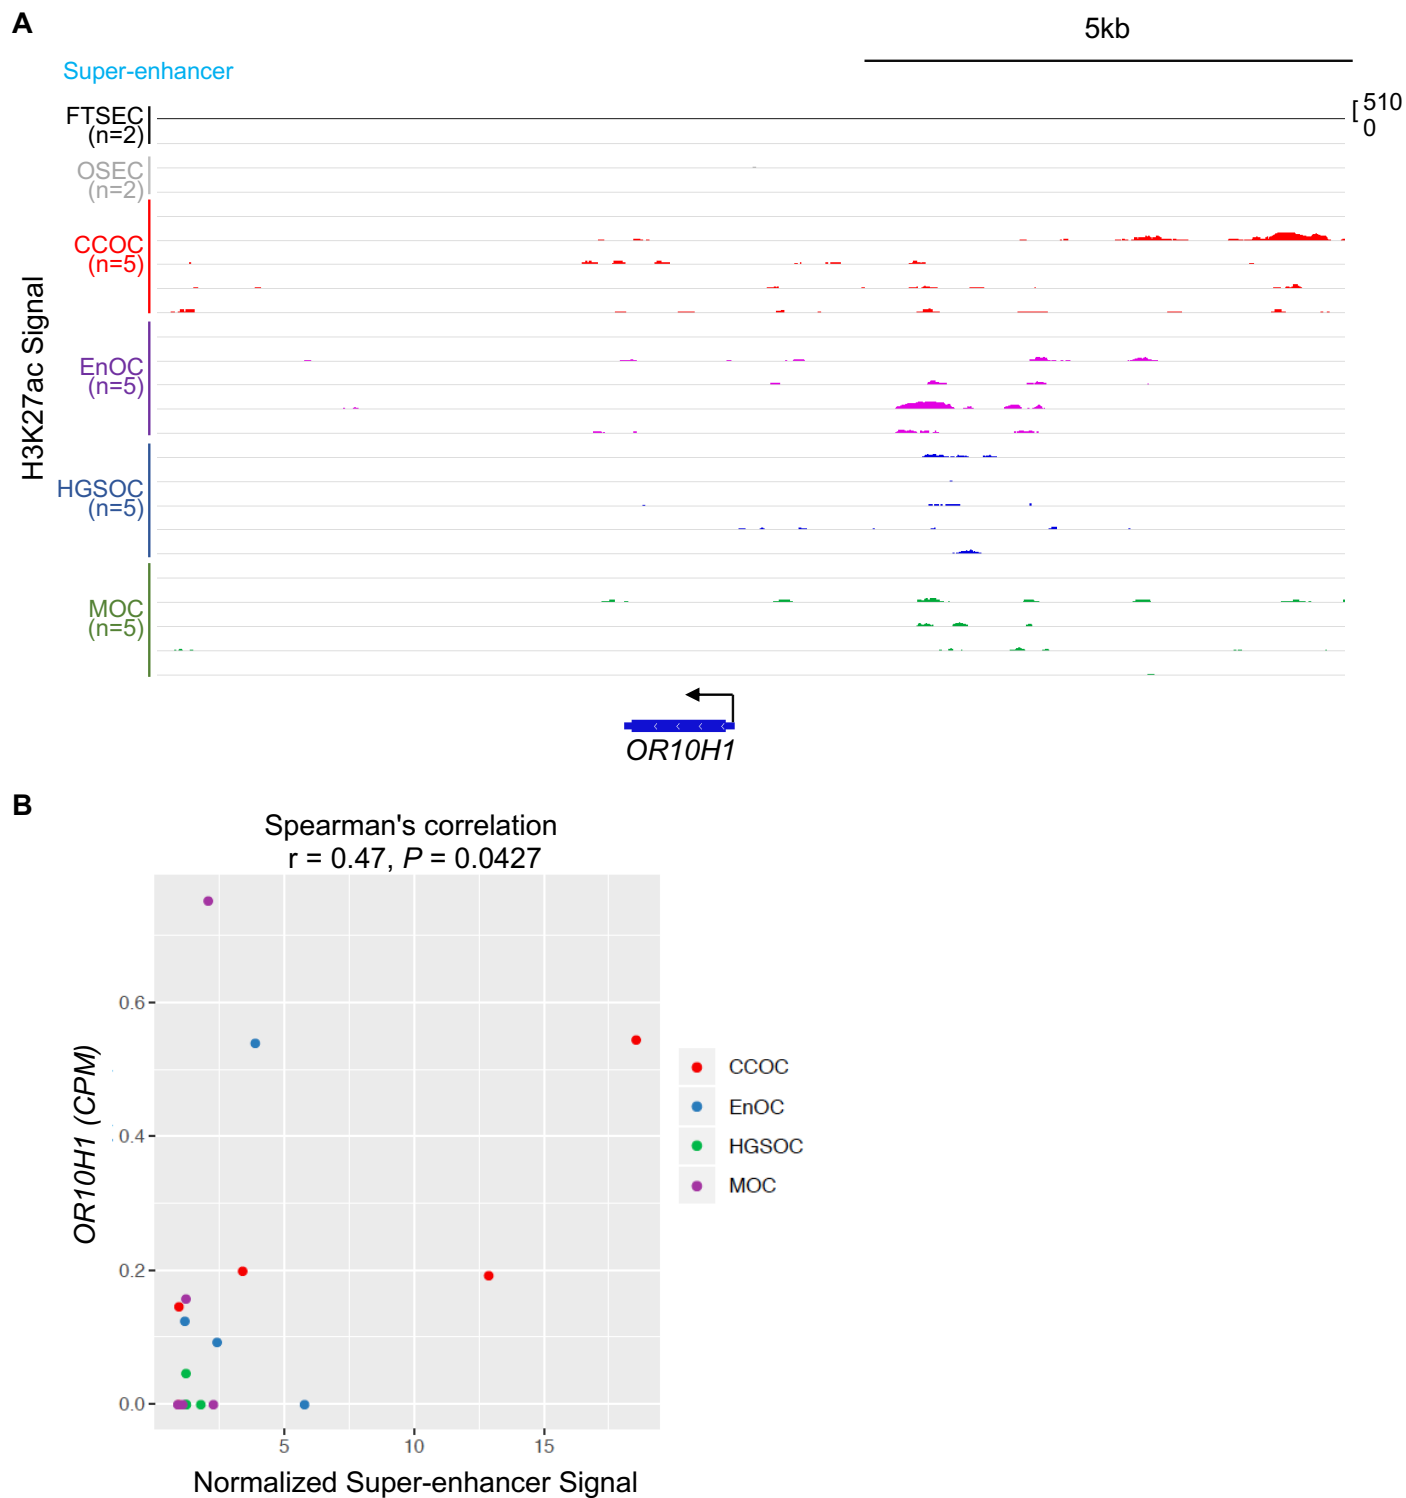 A
5kb
Super-enhancer
FTSEC
(n=2)
[510
0
OSEC
(n=2)
CCOC
(n=5)
H3K27ac Signal
EnOC
(n=5)
HGSOC
(n=5)
MOC
(n=5)
OR10H1
B
Spearman's correlation
r = 0.47, P = 0.0427
0.6
0.4
0.2
0.0
OR10H1 (CPM)
5 10 15
Normalized Super-enhancer Signal
CCOC
EnOC
HGSOC
MOC